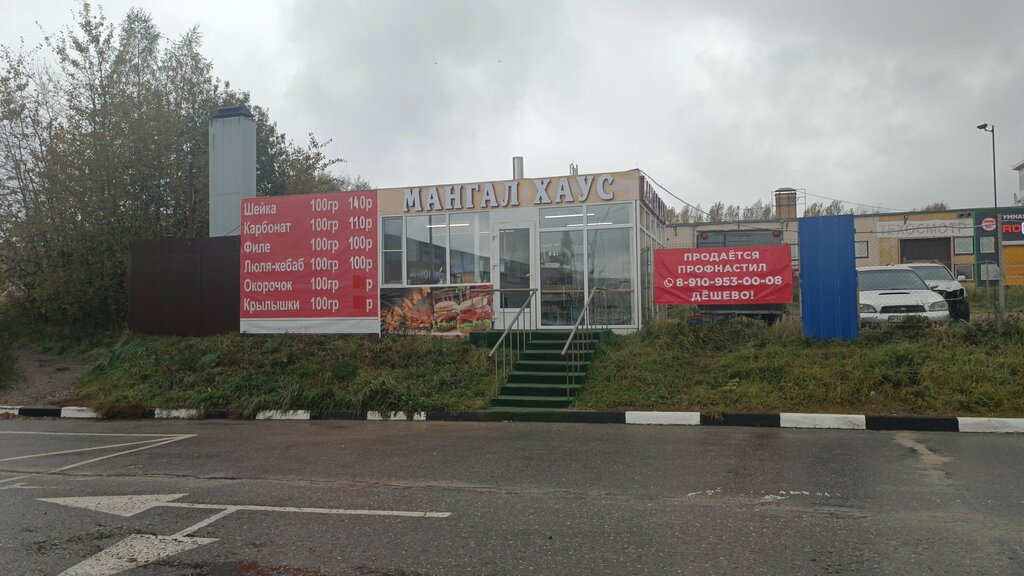 МАНГАЛ ХАУС
Шейка 100гр 140р
Карбонат 100гр 110р
Филе 100гр 100р
Люля-кебаб 100гр 100р
Окорочок 100гр р
Крылышки 100гр р
ПРОДАЁТСЯ
ПРОФНАСТИЛ
8-910-953-00-08
ДЁШЕВО!
ТЕХОСМОТР